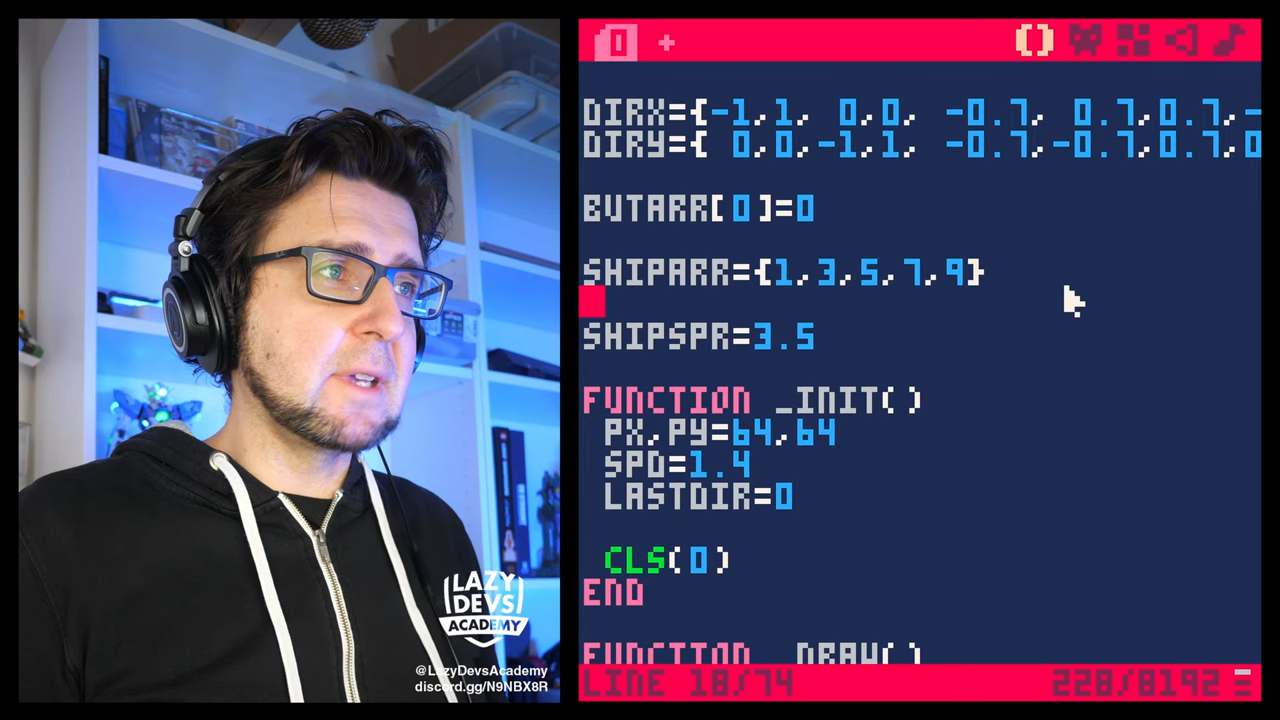 DIRX={-1,1, 0,0, -0.7, 0.7,0.7,-
DIRY={ 0,0,-1,1, -0.7,-0.7,0.7,0
BUTARR[0]=0
SHIPARR={1,3,5,7,9}
SHIPSPR=3.5
FUNCTION _INIT()
PX,PY=64,64
SPD=1.4
LASTDIR=0
CLS(0)
END
FUNCTION _DRAW()
LINE 18/74
228/8192
LAZY
DEVS
ACADEMY
@LazyDevsAcademy
discord.gg/N9NBX8R